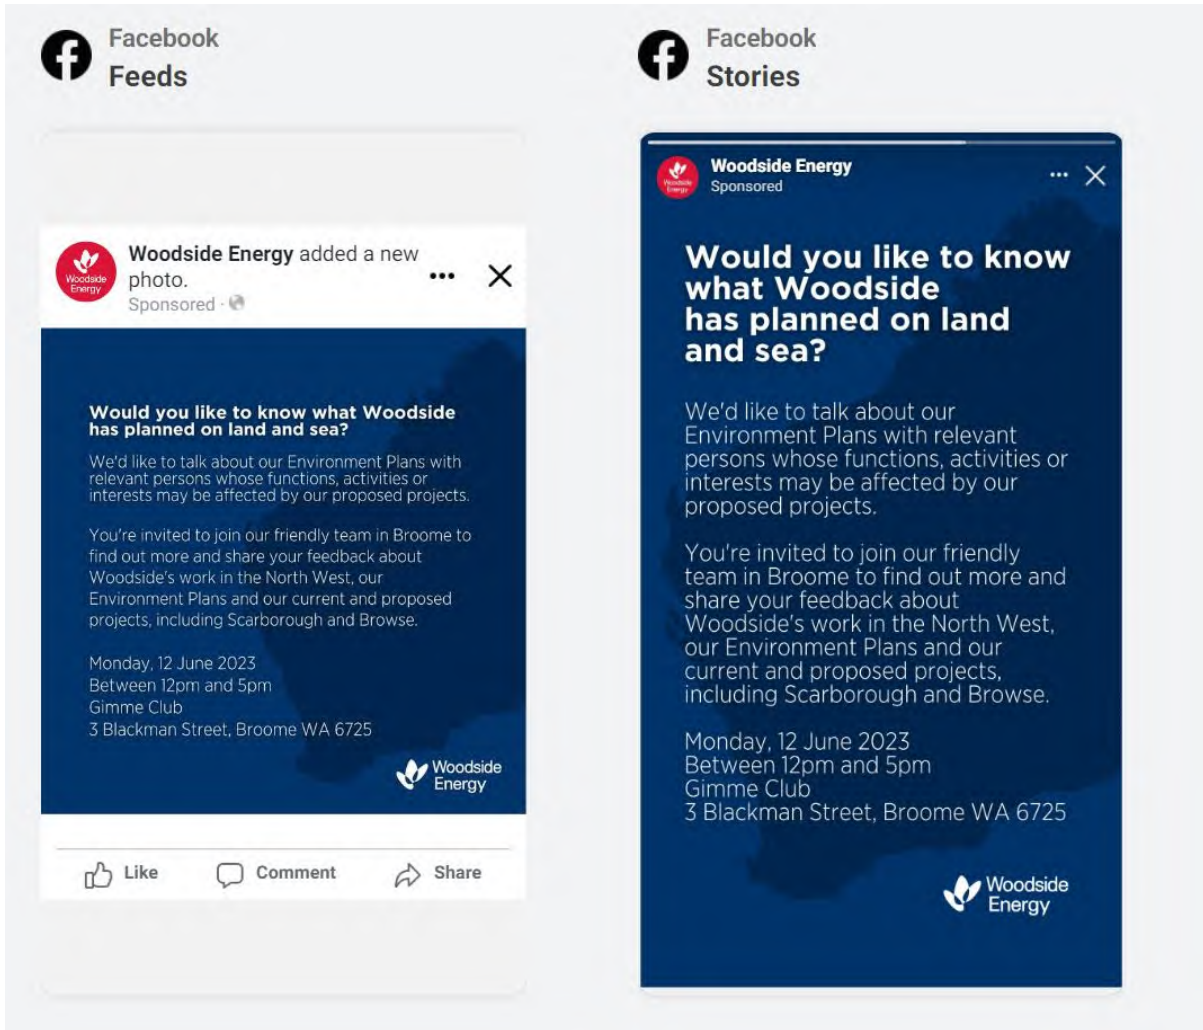 Facebook
Feeds
Woodside
Energy
Woodside Energy added a new
photo.
Sponsored ·
Would you like to know what Woodside
has planned on land and sea?
We'd like to talk about our Environment Plans with
relevant persons whose functions, activities or
interests may be affected by our proposed projects.
You're invited to join our friendly team in Broome to
find out more and share your feedback about
Woodside's work in the North West, our
Environment Plans and our current and proposed
projects, including Scarborough and Browse.
Monday, 12 June 2023
Between 12pm and 5pm
Gimme Club
3 Blackman Street, Broome WA 6725
Woodside
Energy
Like Comment Share
Facebook
Stories
Woodside
Energy
Woodside Energy
Sponsored
Would you like to know
what Woodside
has planned on land
and sea?
We'd like to talk about our
Environment Plans with relevant
persons whose functions, activities or
interests may be affected by our
proposed projects.
You're invited to join our friendly
team in Broome to find out more and
share your feedback about
Woodside's work in the North West,
our Environment Plans and our
current and proposed projects,
including Scarborough and Browse.
Monday, 12 June 2023
Between 12pm and 5pm
Gimme Club
3 Blackman Street, Broome WA 6725
Woodside
Energy